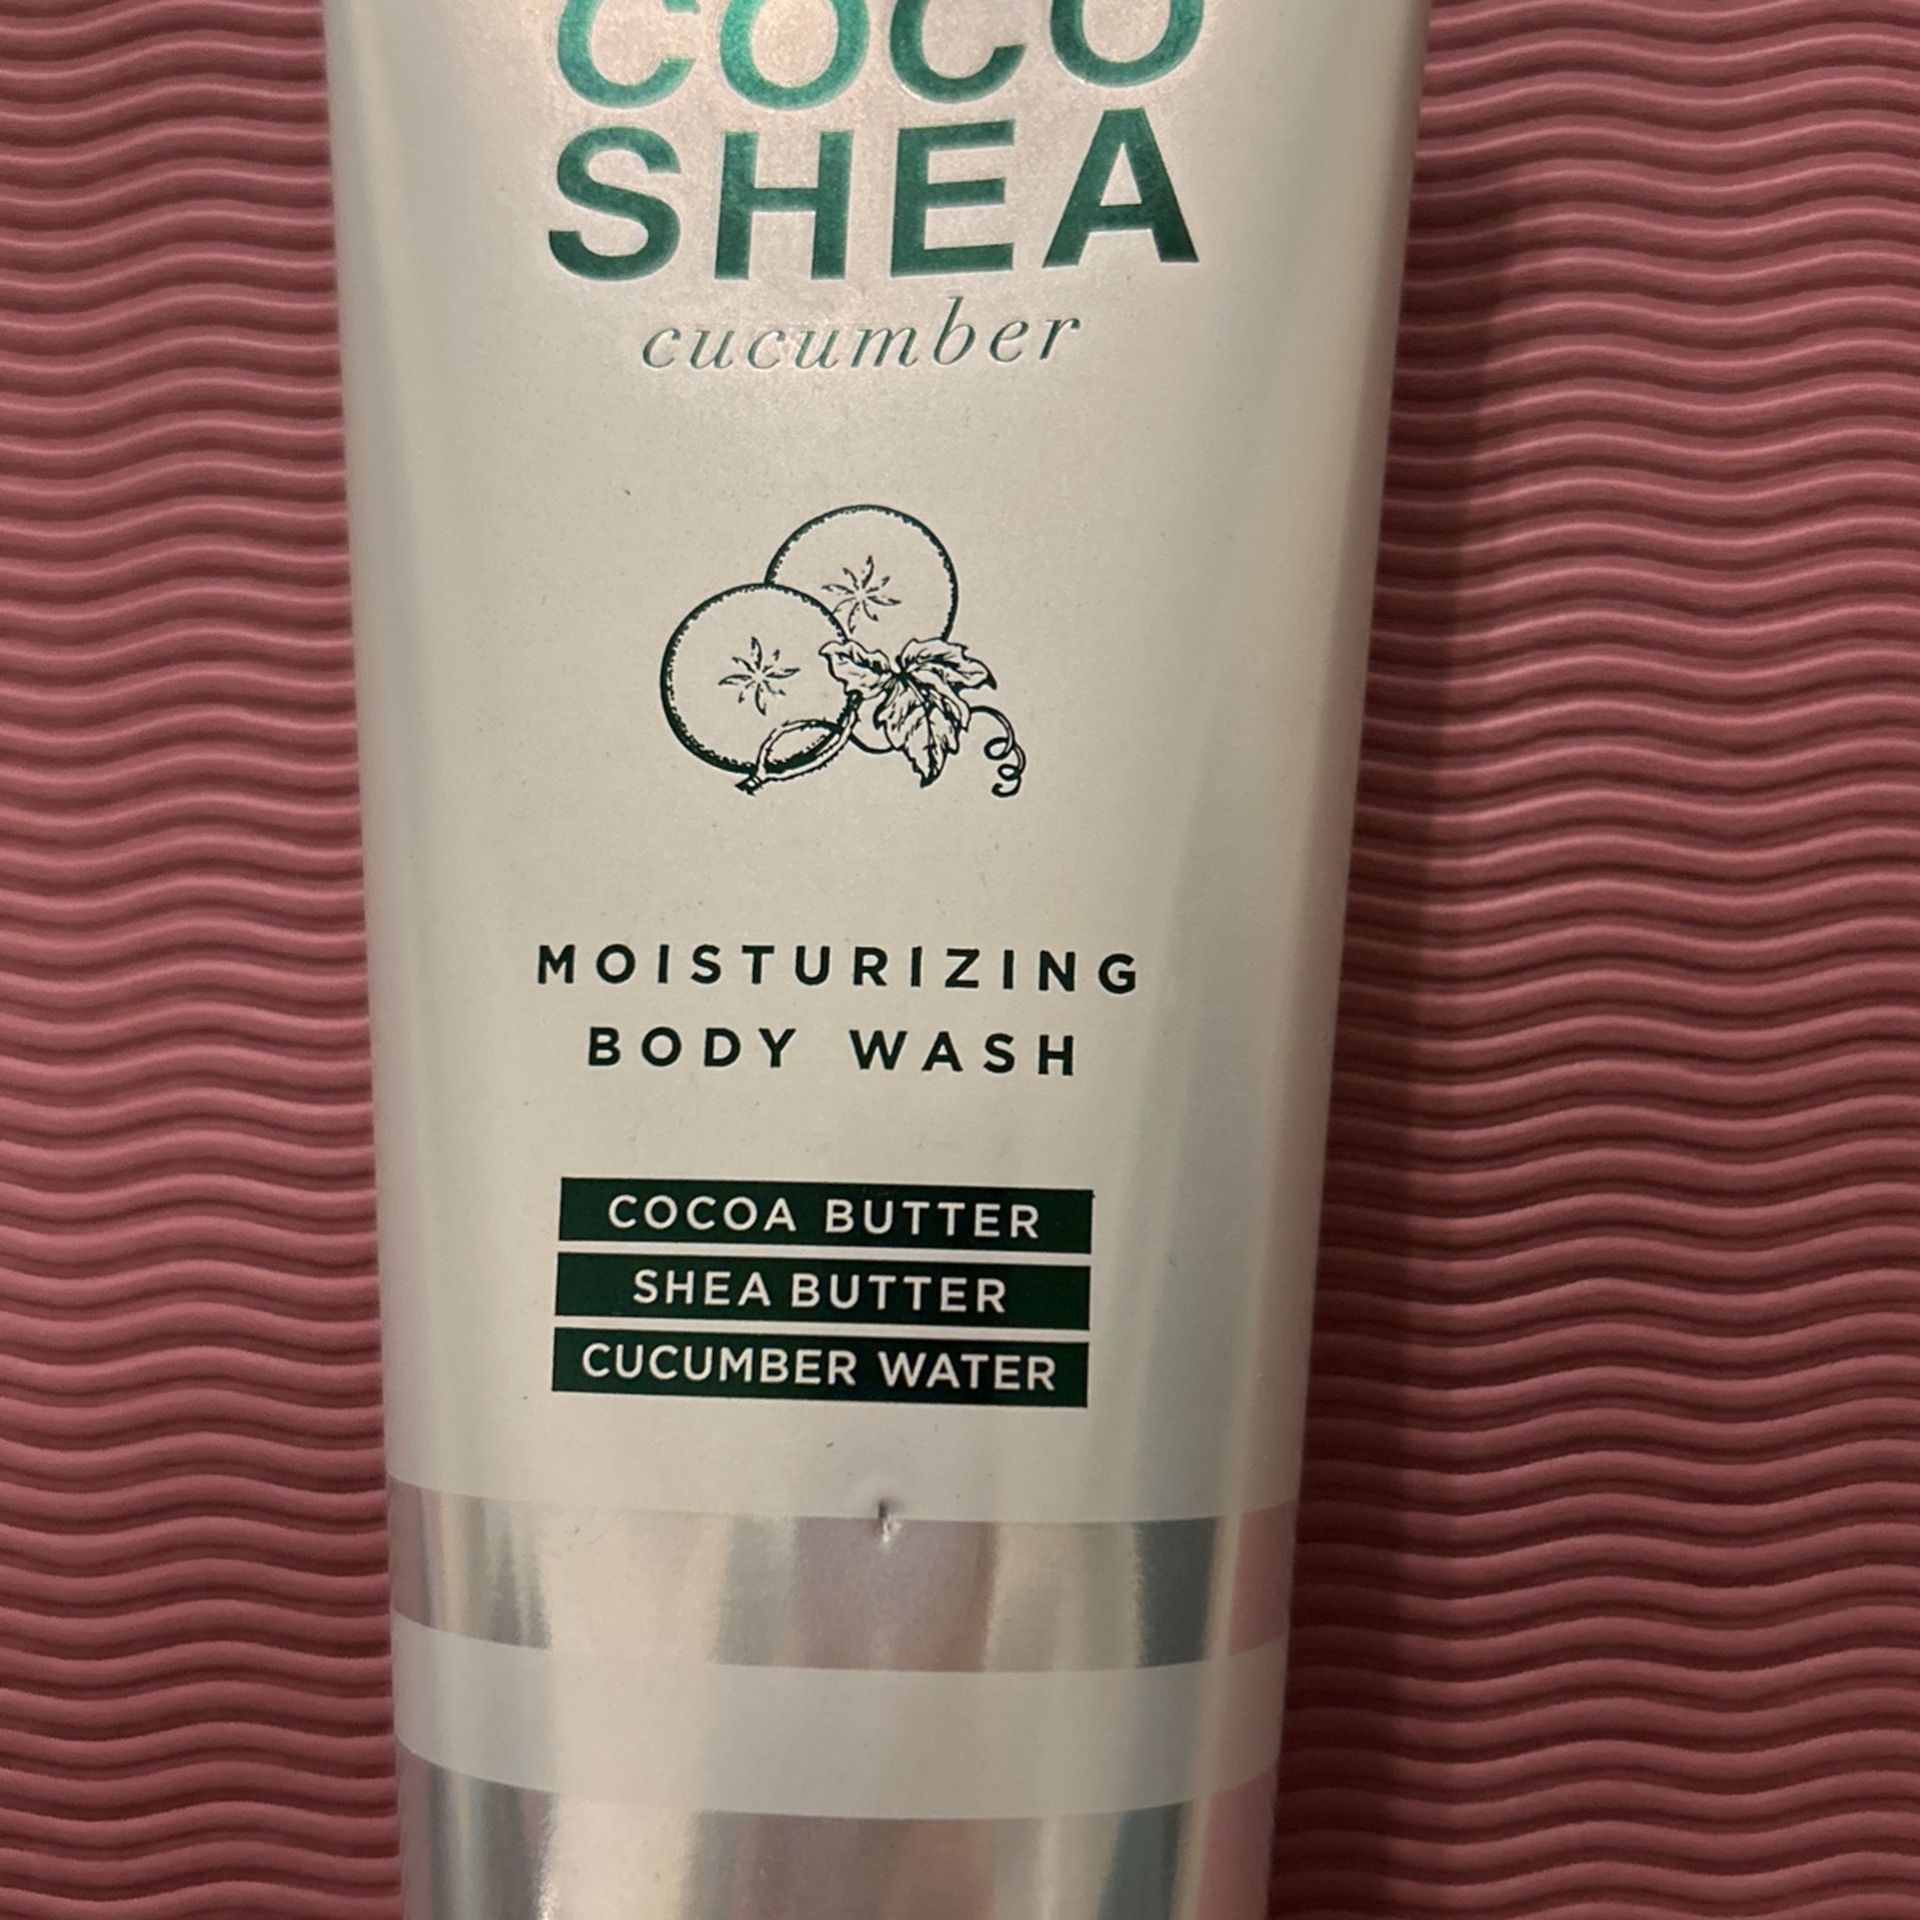 COCO
SHEA
cucumber
MOISTURIZING
BODY WASH
COCOA BUTTER
SHEA BUTTER
CUCUMBER WATER